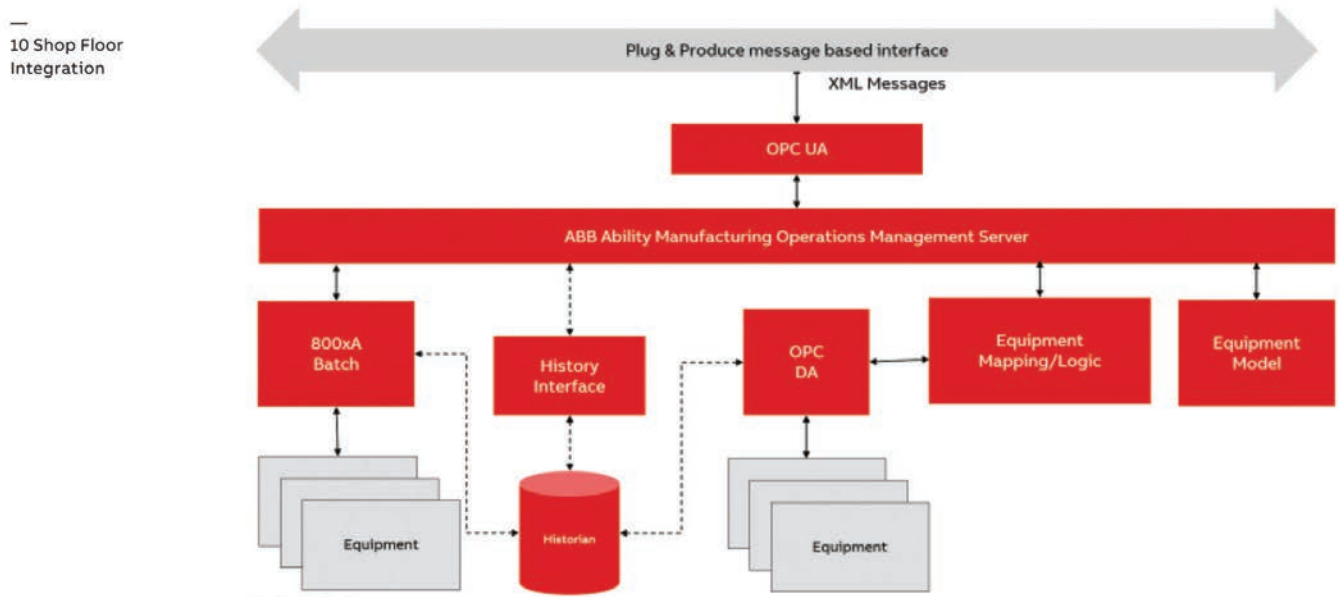 10 Shop Floor
Integration
Plug & Produce message based interface
XML Messages
OPC UA
ABB Ability Manufacturing Operations Management Server
800xA
Batch
History
Interface
OPC
DA
Equipment
Mapping/Logic
Equipment
Model
Equipment
Historian
Equipment